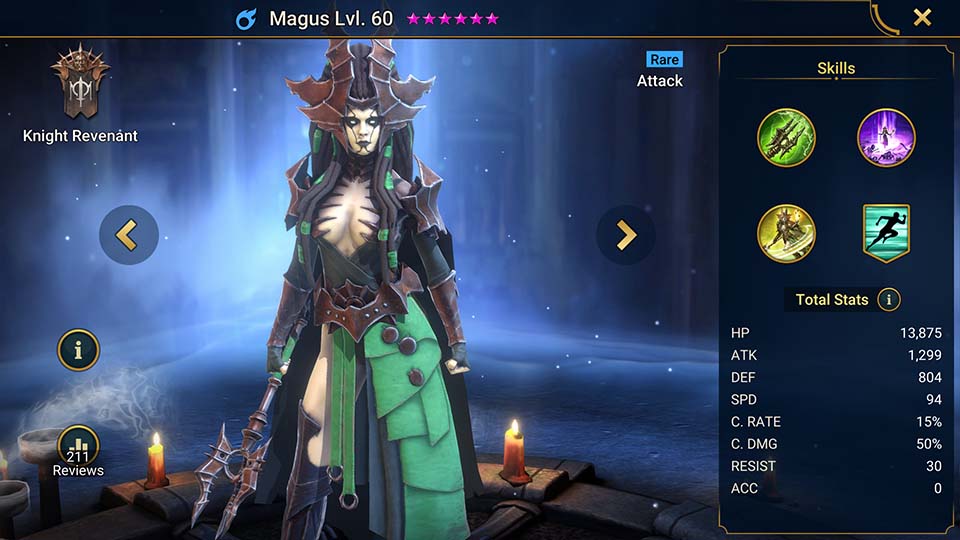 Magus Lvl. 60
Knight Revenant
Rare
Attack
Skills
Total Stats
HP 13,875
ATK 1,299
DEF 804
SPD 94
C. RATE 15%
C. DMG 50%
RESIST 30
ACC 0
211
Reviews